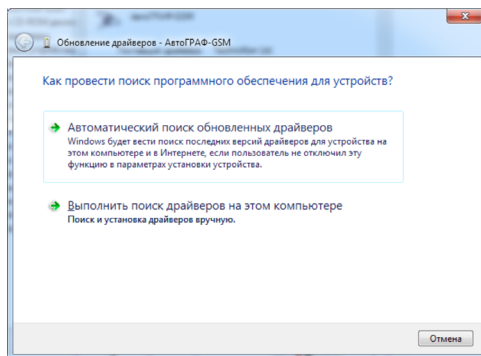 Обновление драйверов - АвтоГРАФ-GSM
Как провести поиск программного обеспечения для устройств?
Автоматический поиск обновленных драйверов
Windows будет вести поиск последних версий драйверов для устройства на
этом компьютере и в Интернете, если пользователь не отключил эту
функцию в параметрах установки устройства.
Выполнить поиск драйверов на этом компьютере
Поиск и установка драйверов вручную.
Отмена